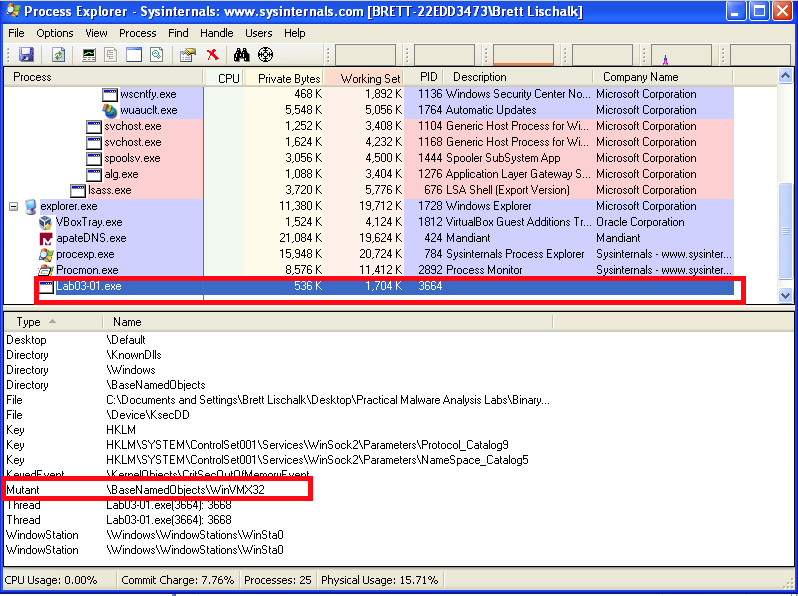 Process Explorer - Sysinternals: www.sysinternals.com [BRETT-22EDD3473\Brett Lischalk]
File Options View Process Find Handle Users Help
Process CPU Private Bytes Working Set PID Description Company Name
wscntfy.exe 468 K 1,892 K 1136 Windows Security Center No... Microsoft Corporation
wuauclt.exe 5,548 K 5,056 K 1764 Automatic Updates Microsoft Corporation
svchost.exe 1,252 K 3,408 K 1104 Generic Host Process for Wi... Microsoft Corporation
svchost.exe 1,624 K 4,232 K 1168 Generic Host Process for Wi... Microsoft Corporation
spoolsv.exe 3,056 K 4,500 K 1444 Spooler SubSystem App Microsoft Corporation
alg.exe 1,088 K 3,404 K 1276 Application Layer Gateway S... Microsoft Corporation
lsass.exe 3,720 K 5,776 K 676 LSA Shell (Export Version) Microsoft Corporation
explorer.exe 11,380 K 19,712 K 1728 Windows Explorer Microsoft Corporation
VBoxTray.exe 1,524 K 4,124 K 1812 VirtualBox Guest Additions Tr... Oracle Corporation
apateDNS.exe 21,084 K 19,624 K 424 Mandiant Mandiant
procexp.exe 15,948 K 20,724 K 784 Sysinternals Process Explorer Sysinternals - www.sysinter...
Procmon.exe 8,576 K 11,412 K 2892 Process Monitor Sysinternals - www.sysinter...
Lab03-01.exe 536 K 1,704 K 3664
Type Name
Desktop \Default
Directory \KnownDlls
Directory \Windows
Directory \BaseNamedObjects
File C:\Documents and Settings\Brett Lischalk\Desktop\Practical Malware Analysis Labs\Binary...
File \Device\KsecDD
Key HKLM
Key HKLM\SYSTEM\ControlSet001\Services\WinSock2\Parameters\Protocol_Catalog9
Key HKLM\SYSTEM\ControlSet001\Services\WinSock2\Parameters\NameSpace_Catalog5
KeyedEvent \KernelObjects\CritSecOutOfMemoryEvent
Mutant \BaseNamedObjects\WinVMX32
Thread Lab03-01.exe(3664): 3668
Thread Lab03-01.exe(3664): 3668
WindowStation \Windows\WindowStations\WinSta0
WindowStation \Windows\WindowStations\WinSta0
CPU Usage: 0.00% Commit Charge: 7.76% Processes: 25 Physical Usage: 15.71%